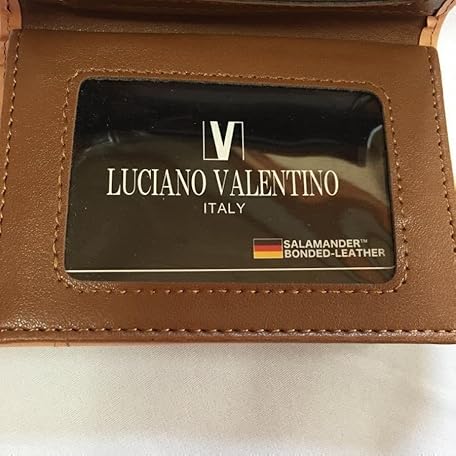 V
LUCIANO VALENTINO
ITALY
SALAMANDER™
BONDED-LEATHER